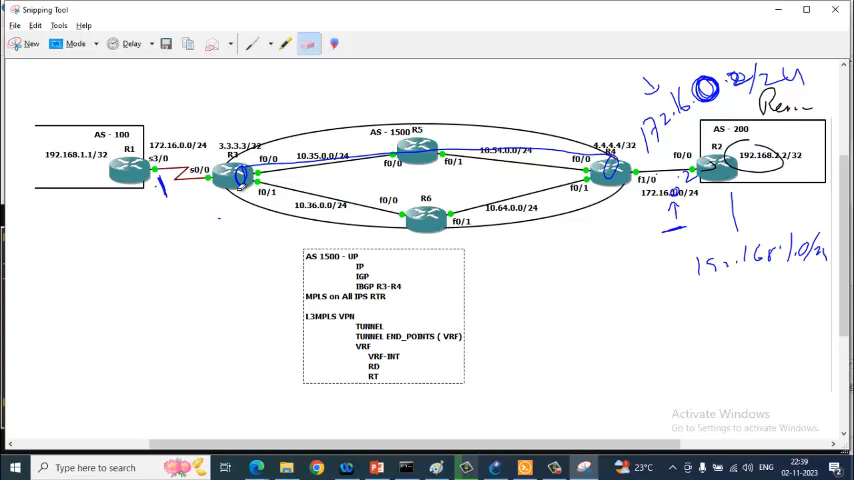 Snipping Tool
File Edit Tools Help
New Mode Delay
172.16.0.0/24
AS - 100
172.16.0.0/24
3.3.3.3/32
AS - 1500
R5
4.4.4.4/32
AS - 200
192.168.1.1/32
R1
s3/0
s0/0
R3
f0/0
10.35.0.0/24
f0/0
f0/1
10.54.0.0/24
f0/0
R4
f0/0
R2
192.168.2.2/32
f0/1
f0/1
f1/0
10.36.0.0/24
f0/0
R6
10.64.0.0/24
f0/1
AS 1500 - UP
IP
IGP
IBGP R3-R4
MPLS on All IPS RTR
L3MPLS VPN
TUNNEL
TUNNEL END_POINTS ( VRF)
VRF
VRF-INT
RD
RT
Activate Windows
Go to Settings to activate Windows.
Type here to search
23°C
ENG
22:39
02-11-2023